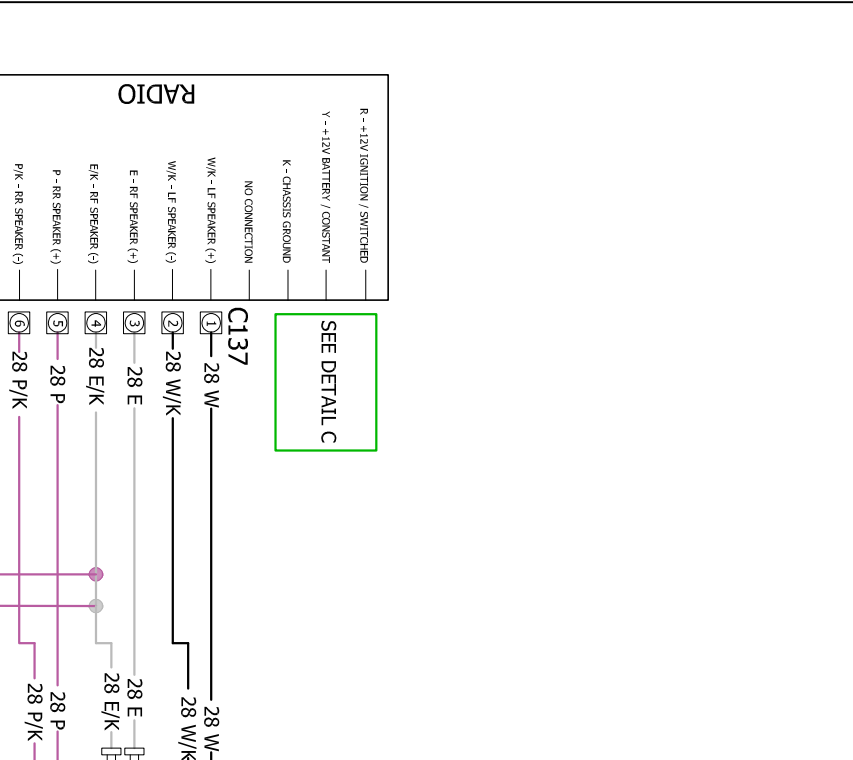 RADIO
R - +12V IGNITION / SWITCHED
Y - +12V BATTERY / CONSTANT
K - CHASSIS GROUND
NO CONNECTION
W/K - LF SPEAKER (+)
W/K - LF SPEAKER (-)
E - RF SPEAKER (+)
E/K - RF SPEAKER (-)
P - RR SPEAKER (+)
P/K - RR SPEAKER (-)
SEE DETAIL C
C137
1
2
3
4
5
6
28 W
28 W/K
28 E
28 E/K
28 P
28 P/K
28 W
28 W/K
28 E
28 E/K
28 P
28 P/K